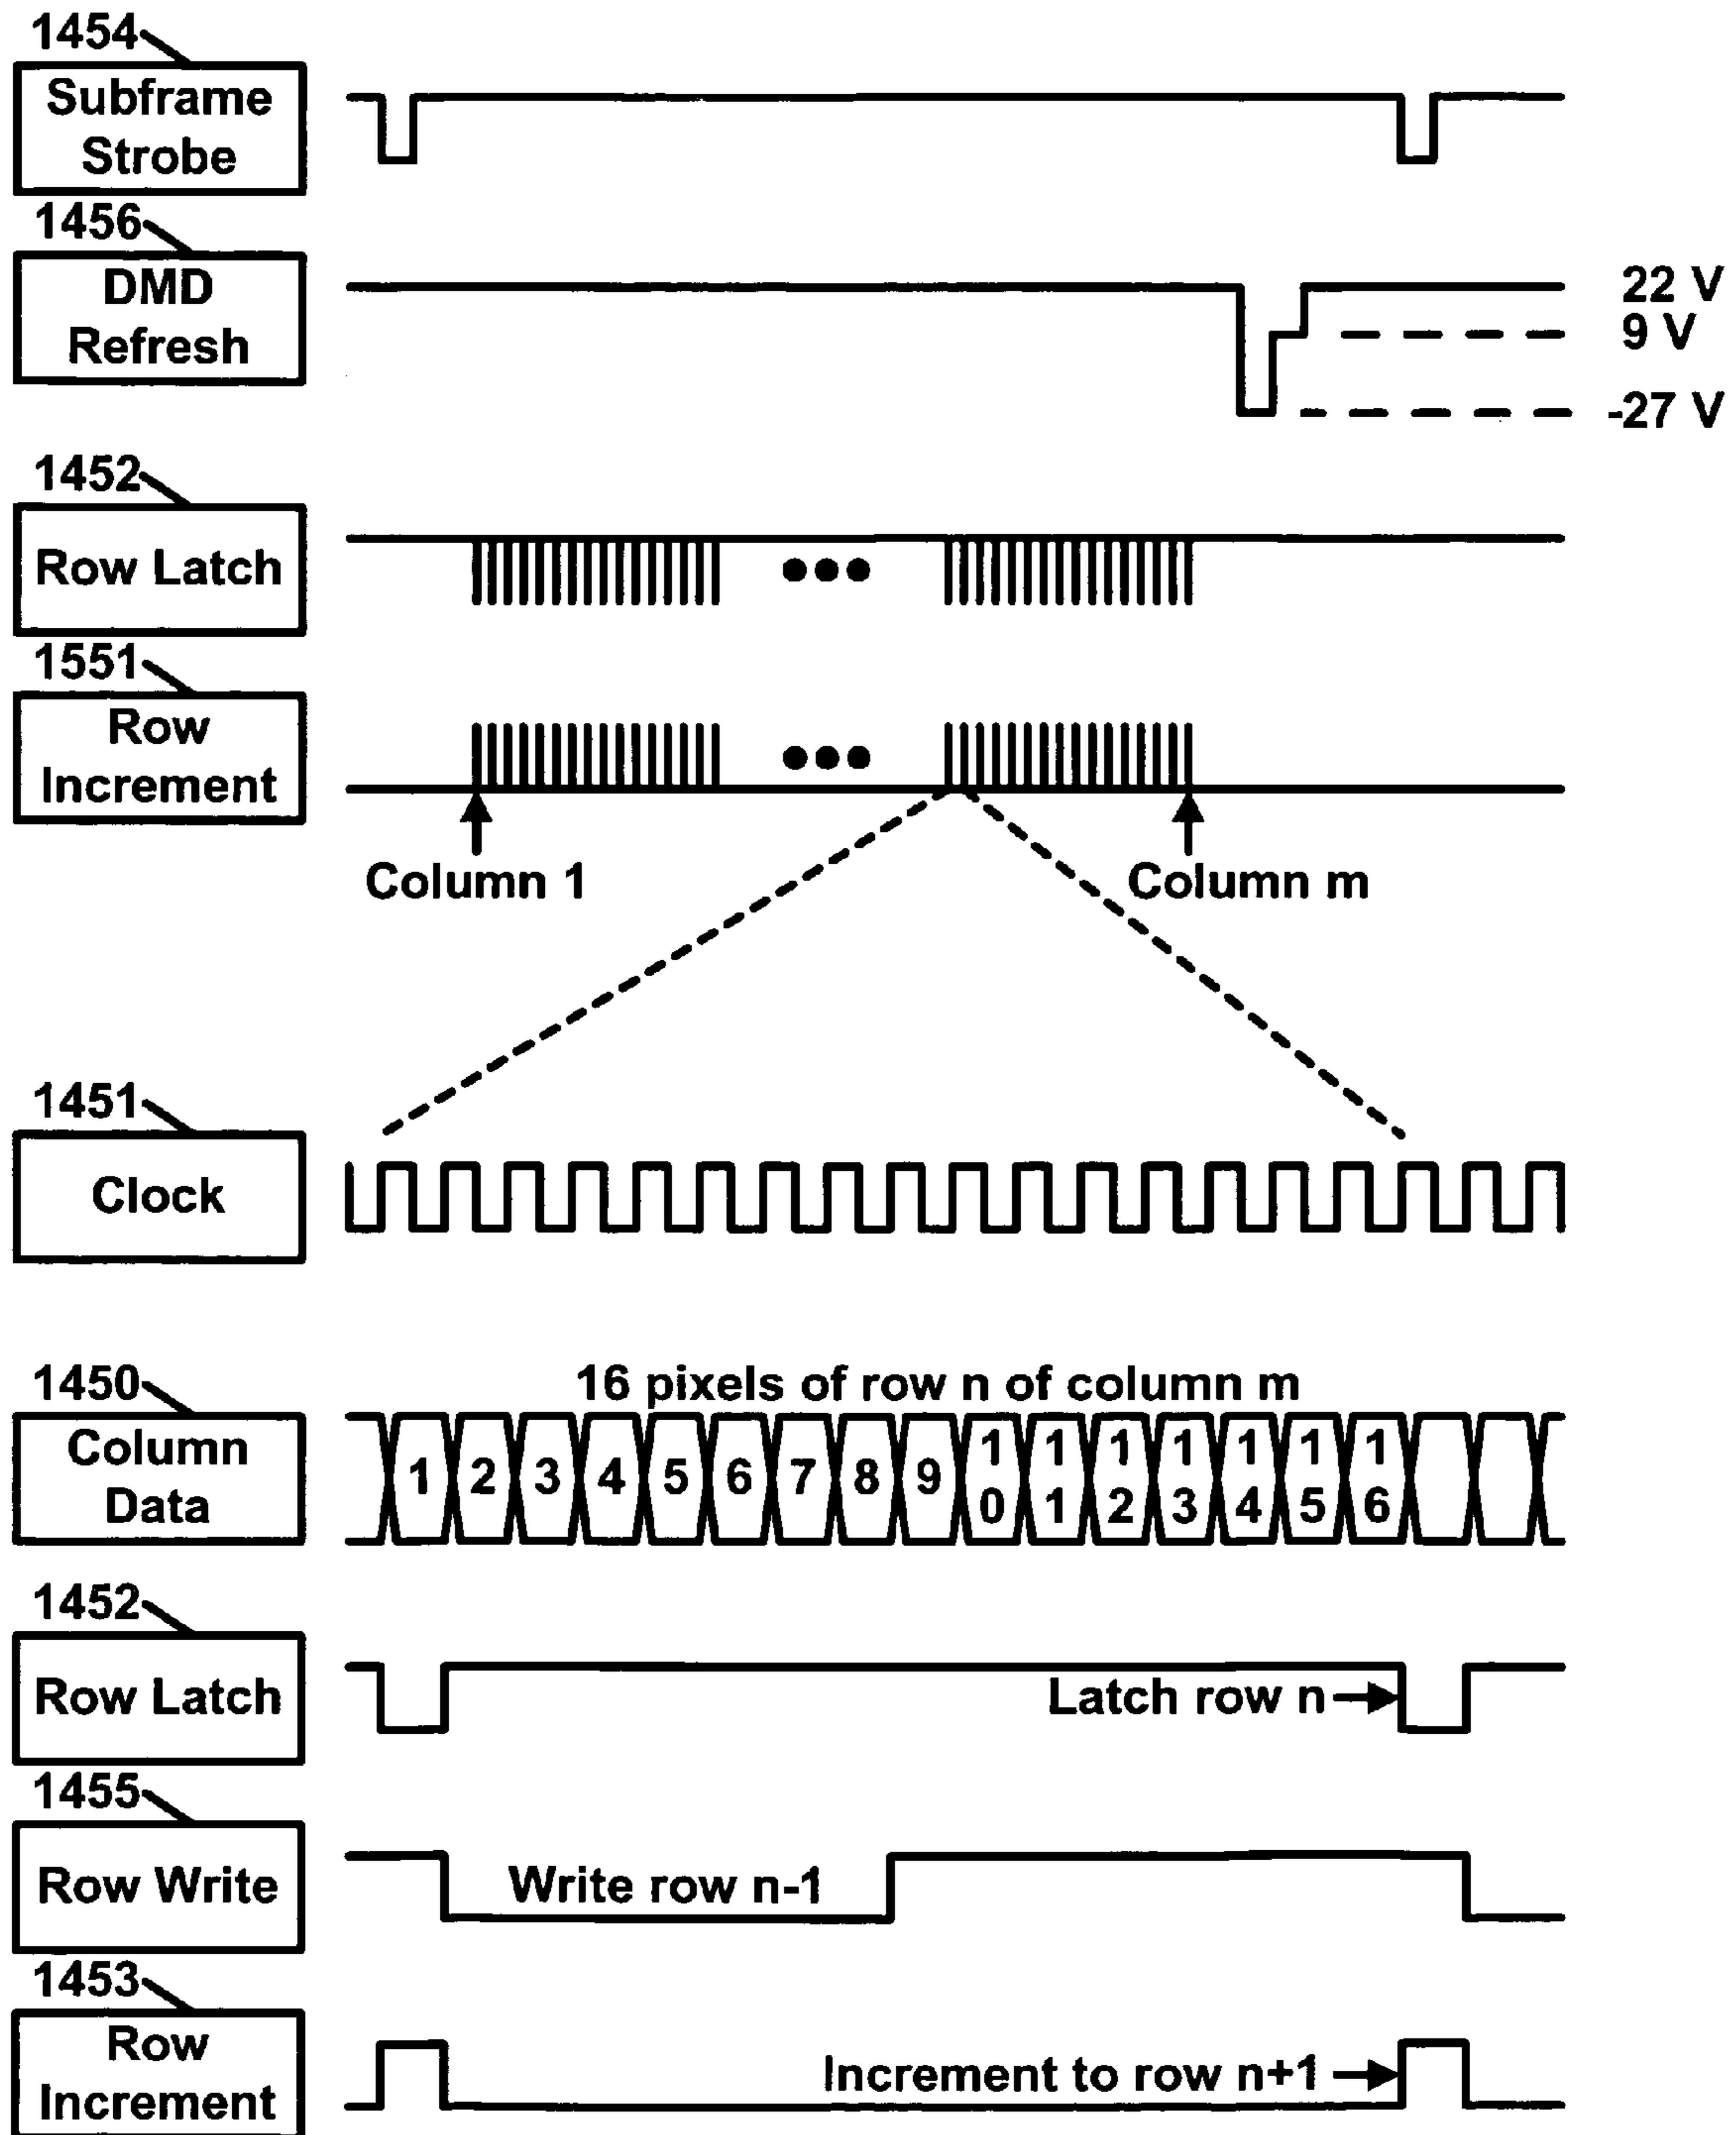 1454
Subframe
Strobe
1456
DMD
Refresh
22 V
9 V
-27 V
1452
Row Latch
1551
Row
Increment
Column 1
Column m
1451
Clock
1450
Column
Data
16 pixels of row n of column m
1 2 3 4 5 6 7 8 9 10 11 12 13 14 15 16
1452
Row Latch
Latch row n
1455
Row Write
Write row n-1
1453
Row
Increment
Increment to row n+1